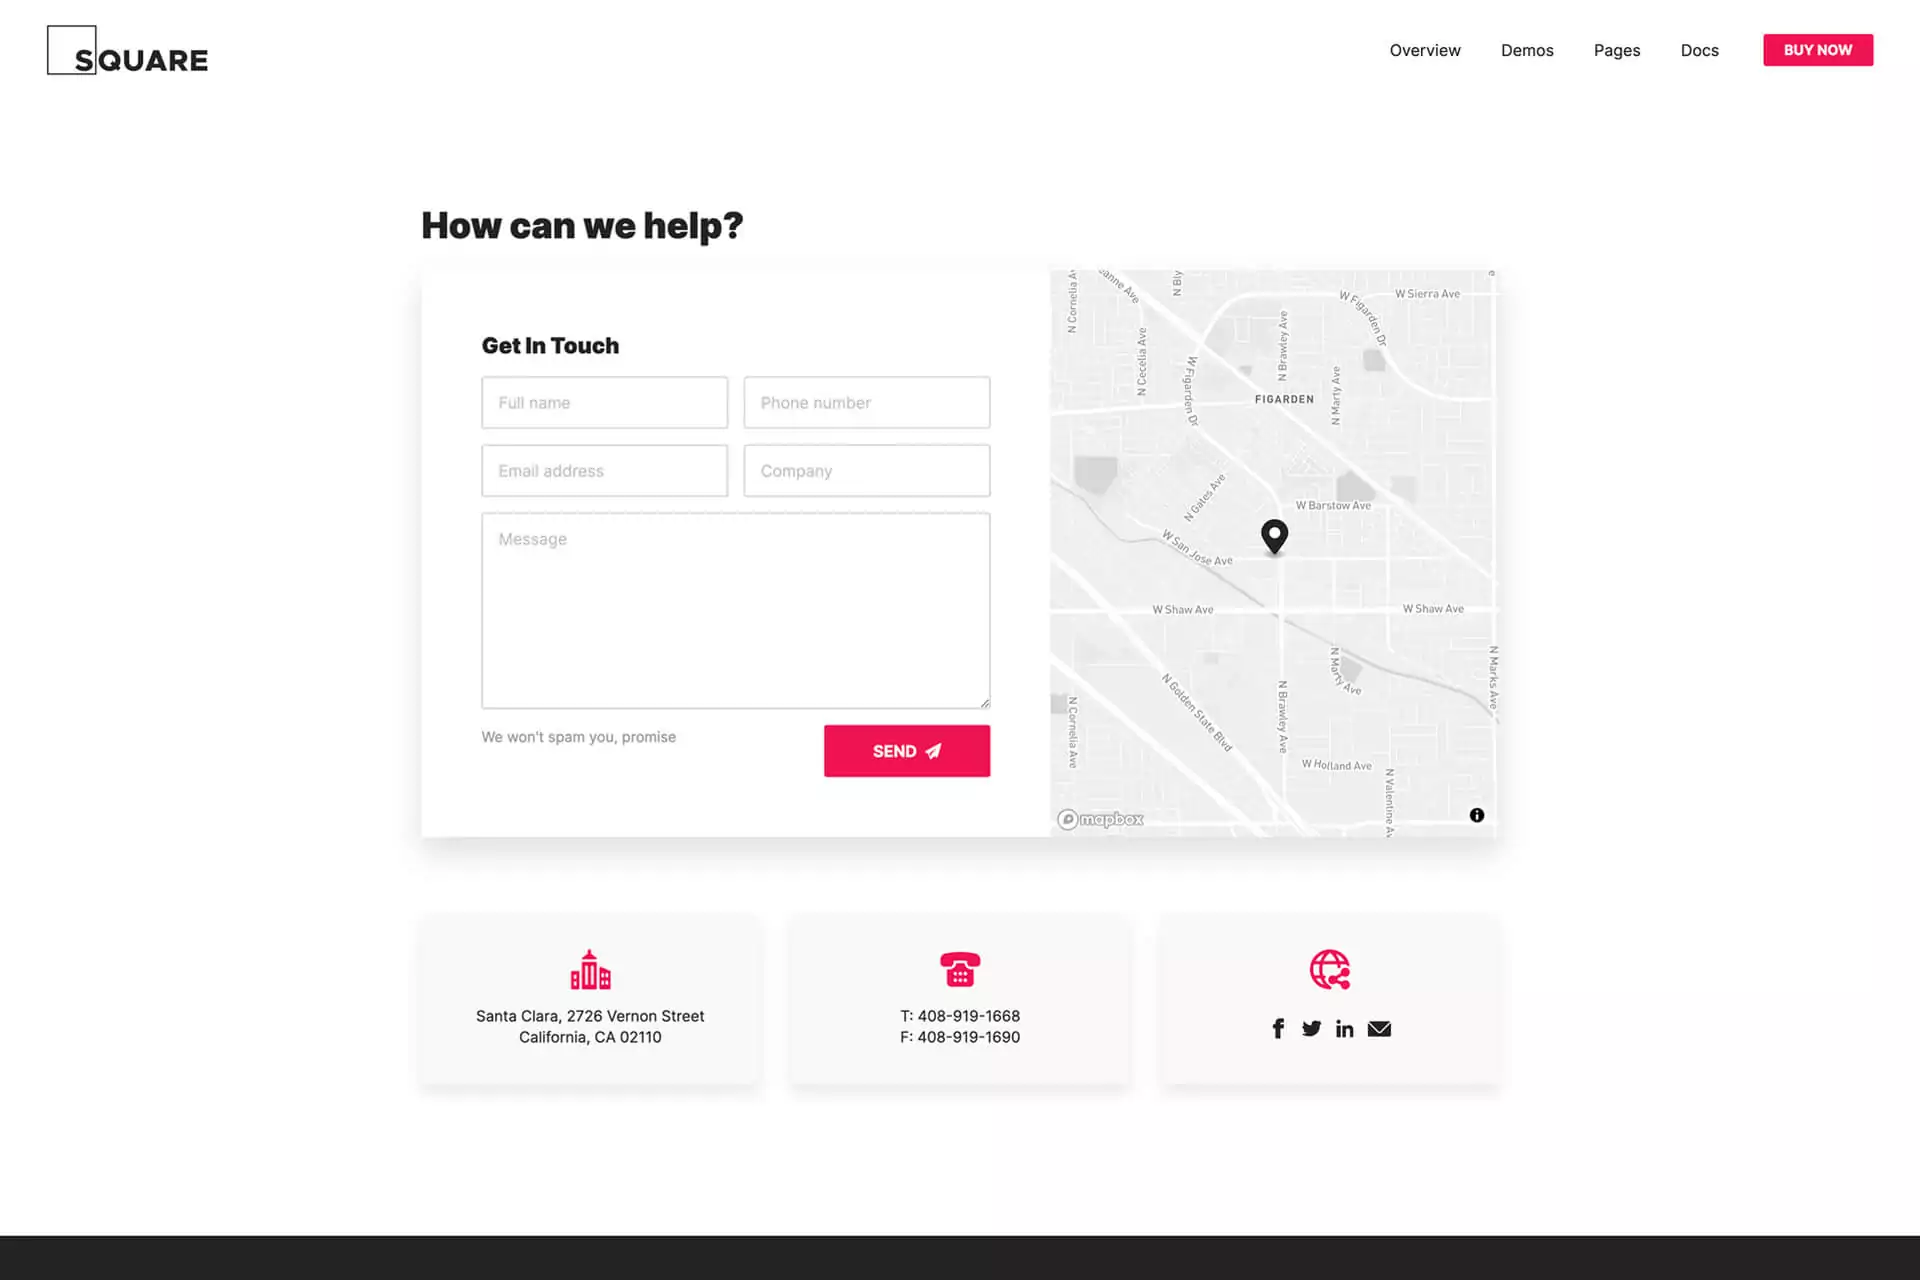 SQUARE
Overview
Demos
Pages
Docs
BUY NOW
How can we help?
Get In Touch
Full name
Phone number
Email address
Company
Message
We won't spam you, promise
SEND
N Cornelia Av
anne Ave
N Bly
W Figarden Dr
W Sierra Ave
N Cecelia Ave
N Brawley Ave
W Figarden Dr
N Marty Ave
FIGARDEN
N Gates Ave
W Barstow Ave
W San Jose Ave
W Shaw Ave
W Shaw Ave
N Marty Ave
N Marks Ave
N Golden State Blvd
N Brawley Ave
N Cornelia Ave
W Holland Ave
N Valentine A
mapbox
Santa Clara, 2726 Vernon Street
California, CA 02110
T: 408-919-1668
F: 408-919-1690